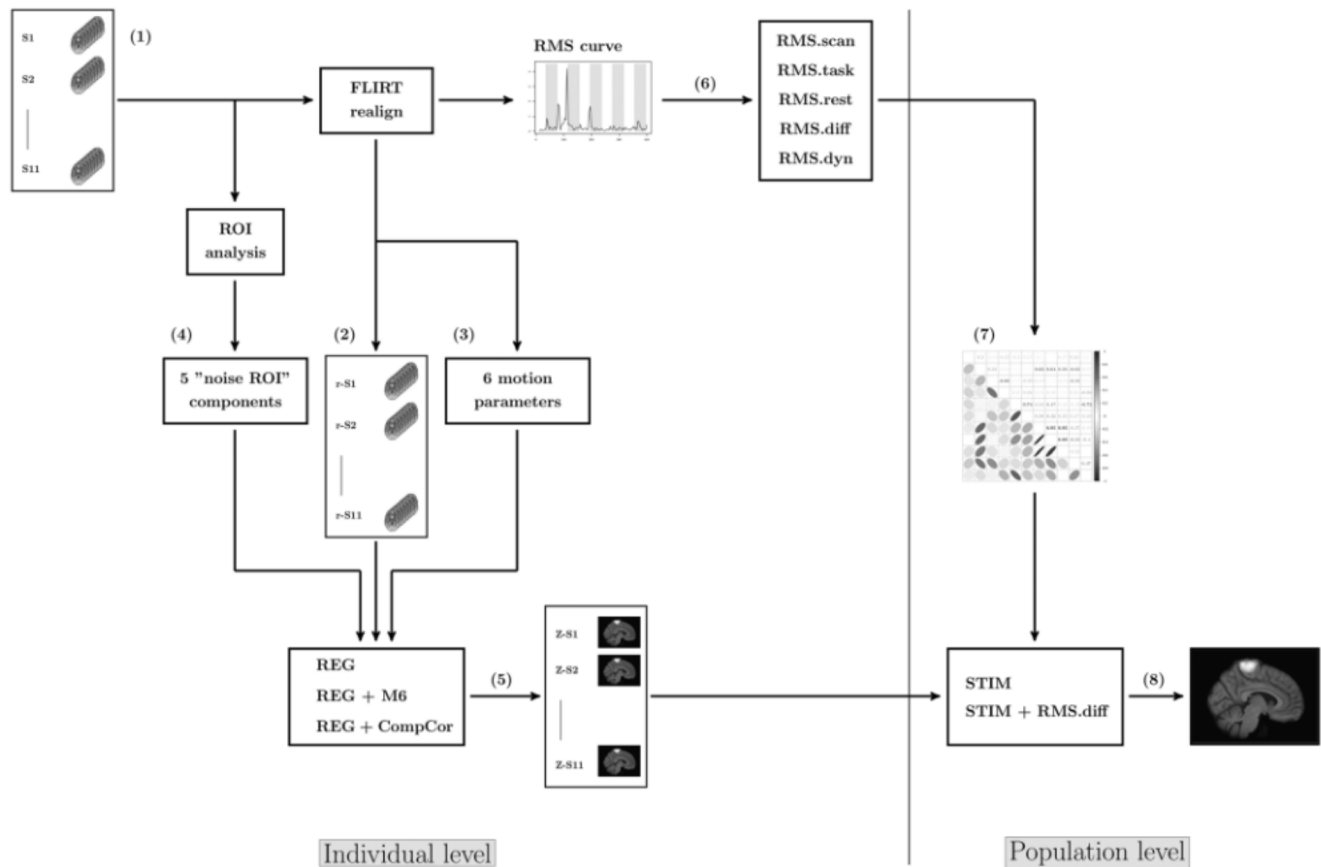 S1
(1)
S2
S11
FLIRT
realign
RMS curve
(6)
RMS.scan
RMS.task
RMS.rest
RMS.diff
RMS.dyn
ROI
analysis
(4)
(2)
(3)
(7)
5 "noise ROI"
components
r-S1
r-S2
r-S11
6 motion
parameters
REG
REG + M6
REG + CompCor
(5)
Z-S1
Z-S2
Z-S11
STIM
STIM + RMS.diff
(8)
Individual level
Population level